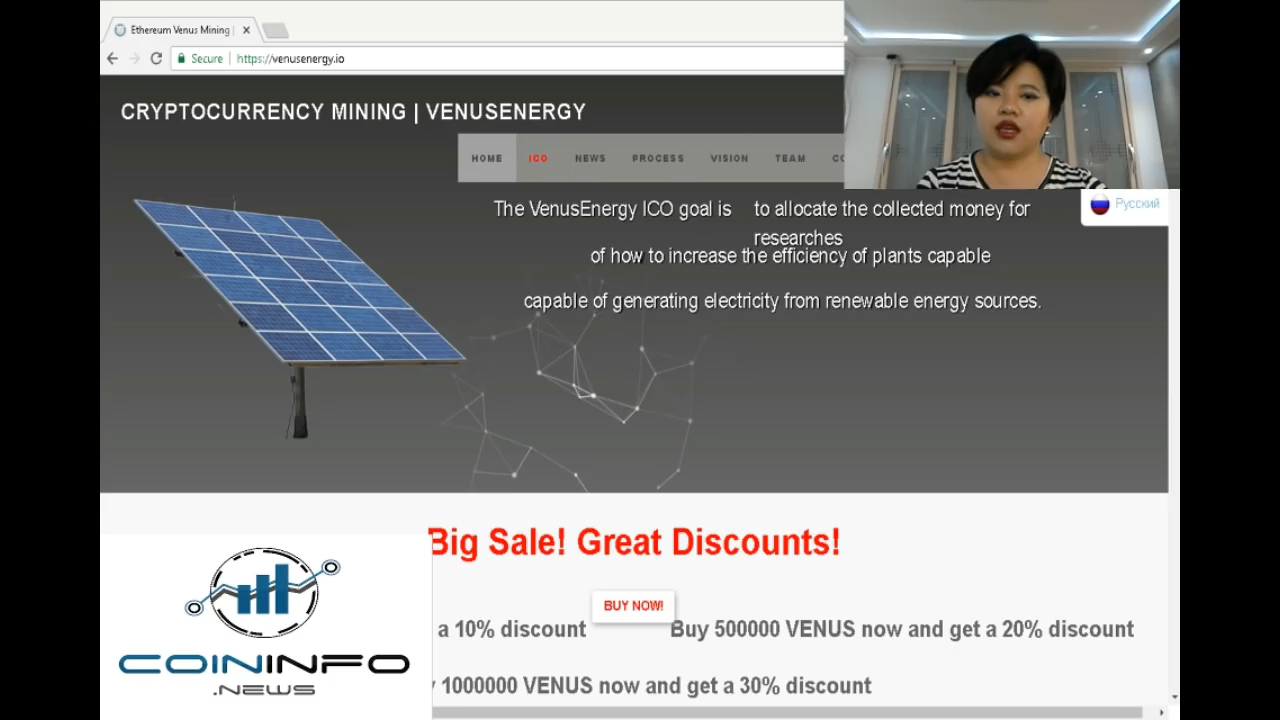 Ethereum Venus Mining |
Secure https://venusenergy.io
CRYPTOCURRENCY MINING | VENUSENERGY
HOME ICO NEWS PROCESS VISION TEAM CO
Русский
The VenusEnergy ICO goal is to allocate the collected money for
researches
of how to increase the efficiency of plants capable
capable of generating electricity from renewable energy sources.
Big Sale! Great Discounts!
BUY NOW!
a 10% discount Buy 500000 VENUS now and get a 20% discount
1000000 VENUS now and get a 30% discount
COININFO
.NEWS